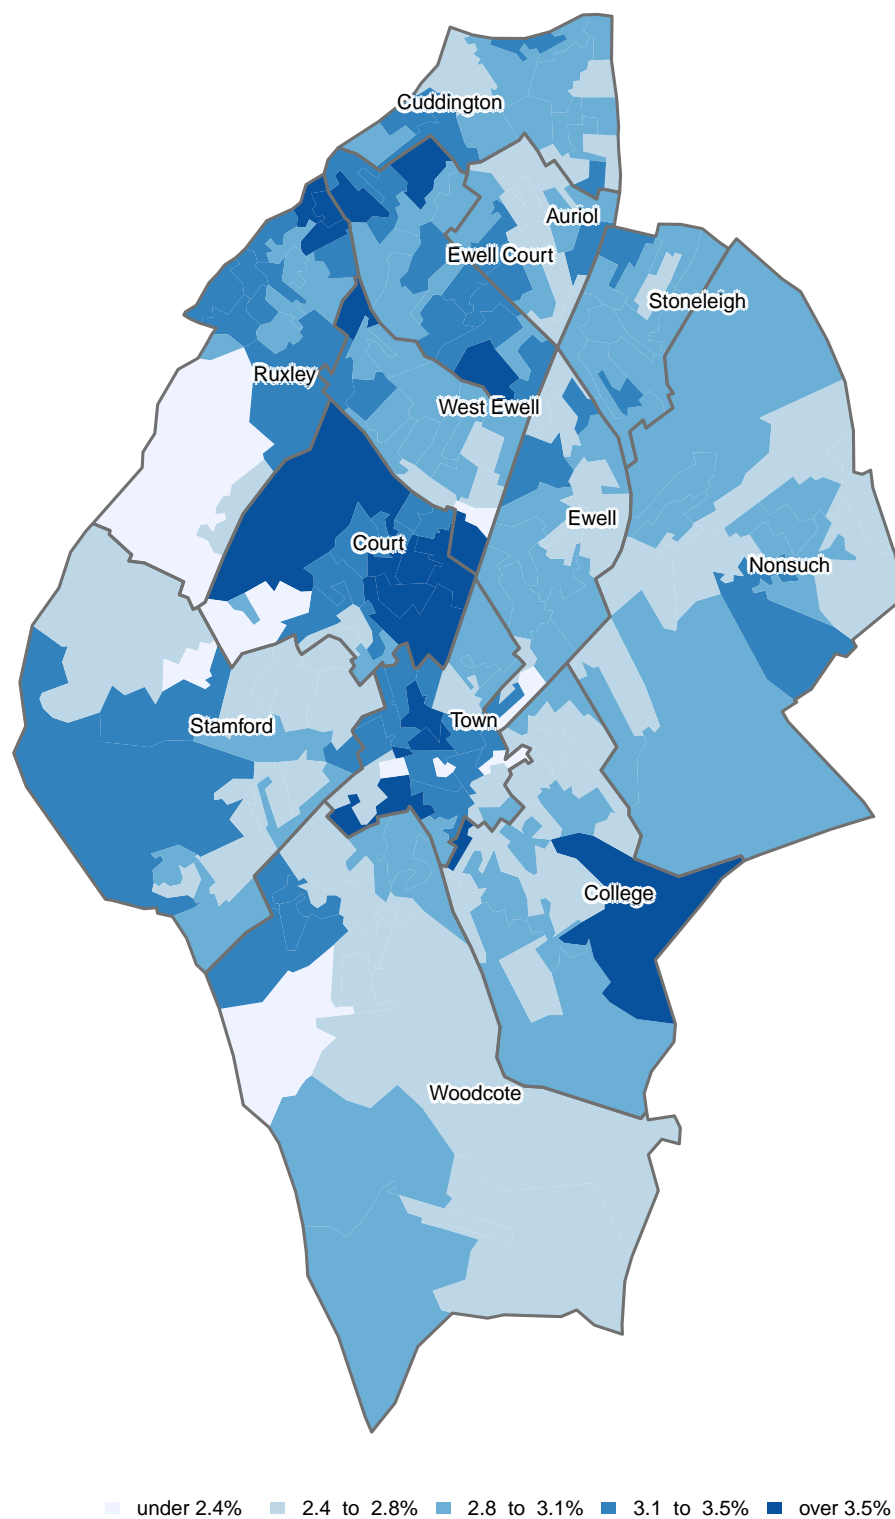 Cuddington
Auriol
Ewell Court
Stoneleigh
Ruxley
West Ewell
Ewell
Court
Nonsuch
Town
Stamford
College
Woodcote
under 2.4%
2.4 to 2.8%
2.8 to 3.1%
3.1 to 3.5%
over 3.5%